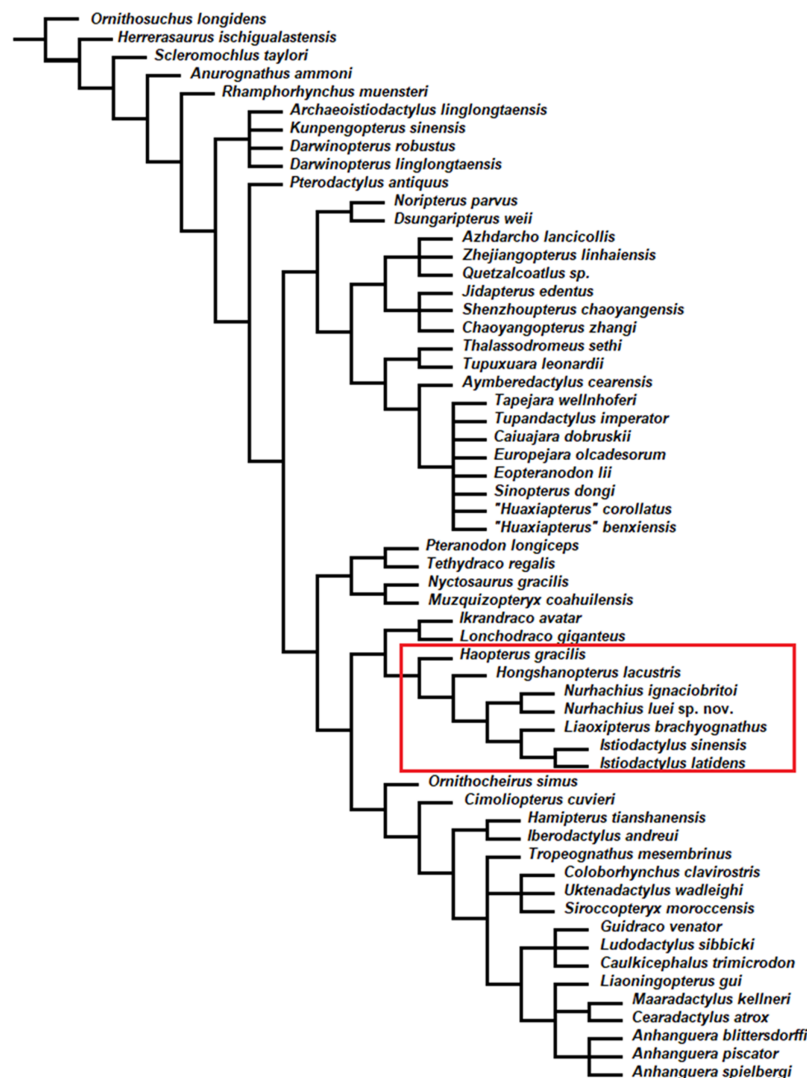 Ornithosuchus longidens
Herrerasaurus ischigualastensis
Scleromochlus taylori
Anurognathus ammoni
Rhamphorhynchus muensteri
Archaeoistiodactylus linglongtaensis
Kunpengopterus sinensis
Darwinopterus robustus
Darwinopterus linglongtaensis
Pterodactylus antiquus
Noripterus parvus
Dsungaripterus weii
Azhdarcho lancicollis
Zhejiangopterus linhaiensis
Quetzalcoatlus sp.
Jidapterus edentus
Shenzhoupterus chaoyangensis
Chaoyangopterus zhangi
Thalassodromeus sethi
Tupuxuara leonardii
Aymberedactylus cearensis
Tapejara wellnhoferi
Tupandactylus imperator
Caiuajara dobruskii
Europejara olcadesorum
Eopteranodon lii
Sinopterus dongi
"Huaxiapterus" corollatus
"Huaxiapterus" benxiensis
Pteranodon longiceps
Tethydraco regalis
Nyctosaurus gracilis
Muzquizopteryx coahuilensis
Ikrandraco avatar
Lonchodraco giganteus
Haopterus gracilis
Hongshanopterus lacustris
Nurhachius ignaciobritoi
Nurhachius luei sp. nov.
Liaoxipterus brachyognathus
Istiodactylus sinensis
Istiodactylus latidens
Ornithocheirus simus
Cimoliopterus cuvieri
Hamipterus tianshanensis
Iberodactylus andreui
Tropeognathus mesembrinus
Coloborhynchus clavirostris
Uktenadactylus wadleighi
Siroccopteryx moroccensis
Guidraco venator
Ludodactylus sibbicki
Caulkicephalus trimicrodon
Liaoningopterus gui
Maaradactylus kellneri
Cearadactylus atrox
Anhanguera blittersdorffi
Anhanguera piscator
Anhanguera spielbergi